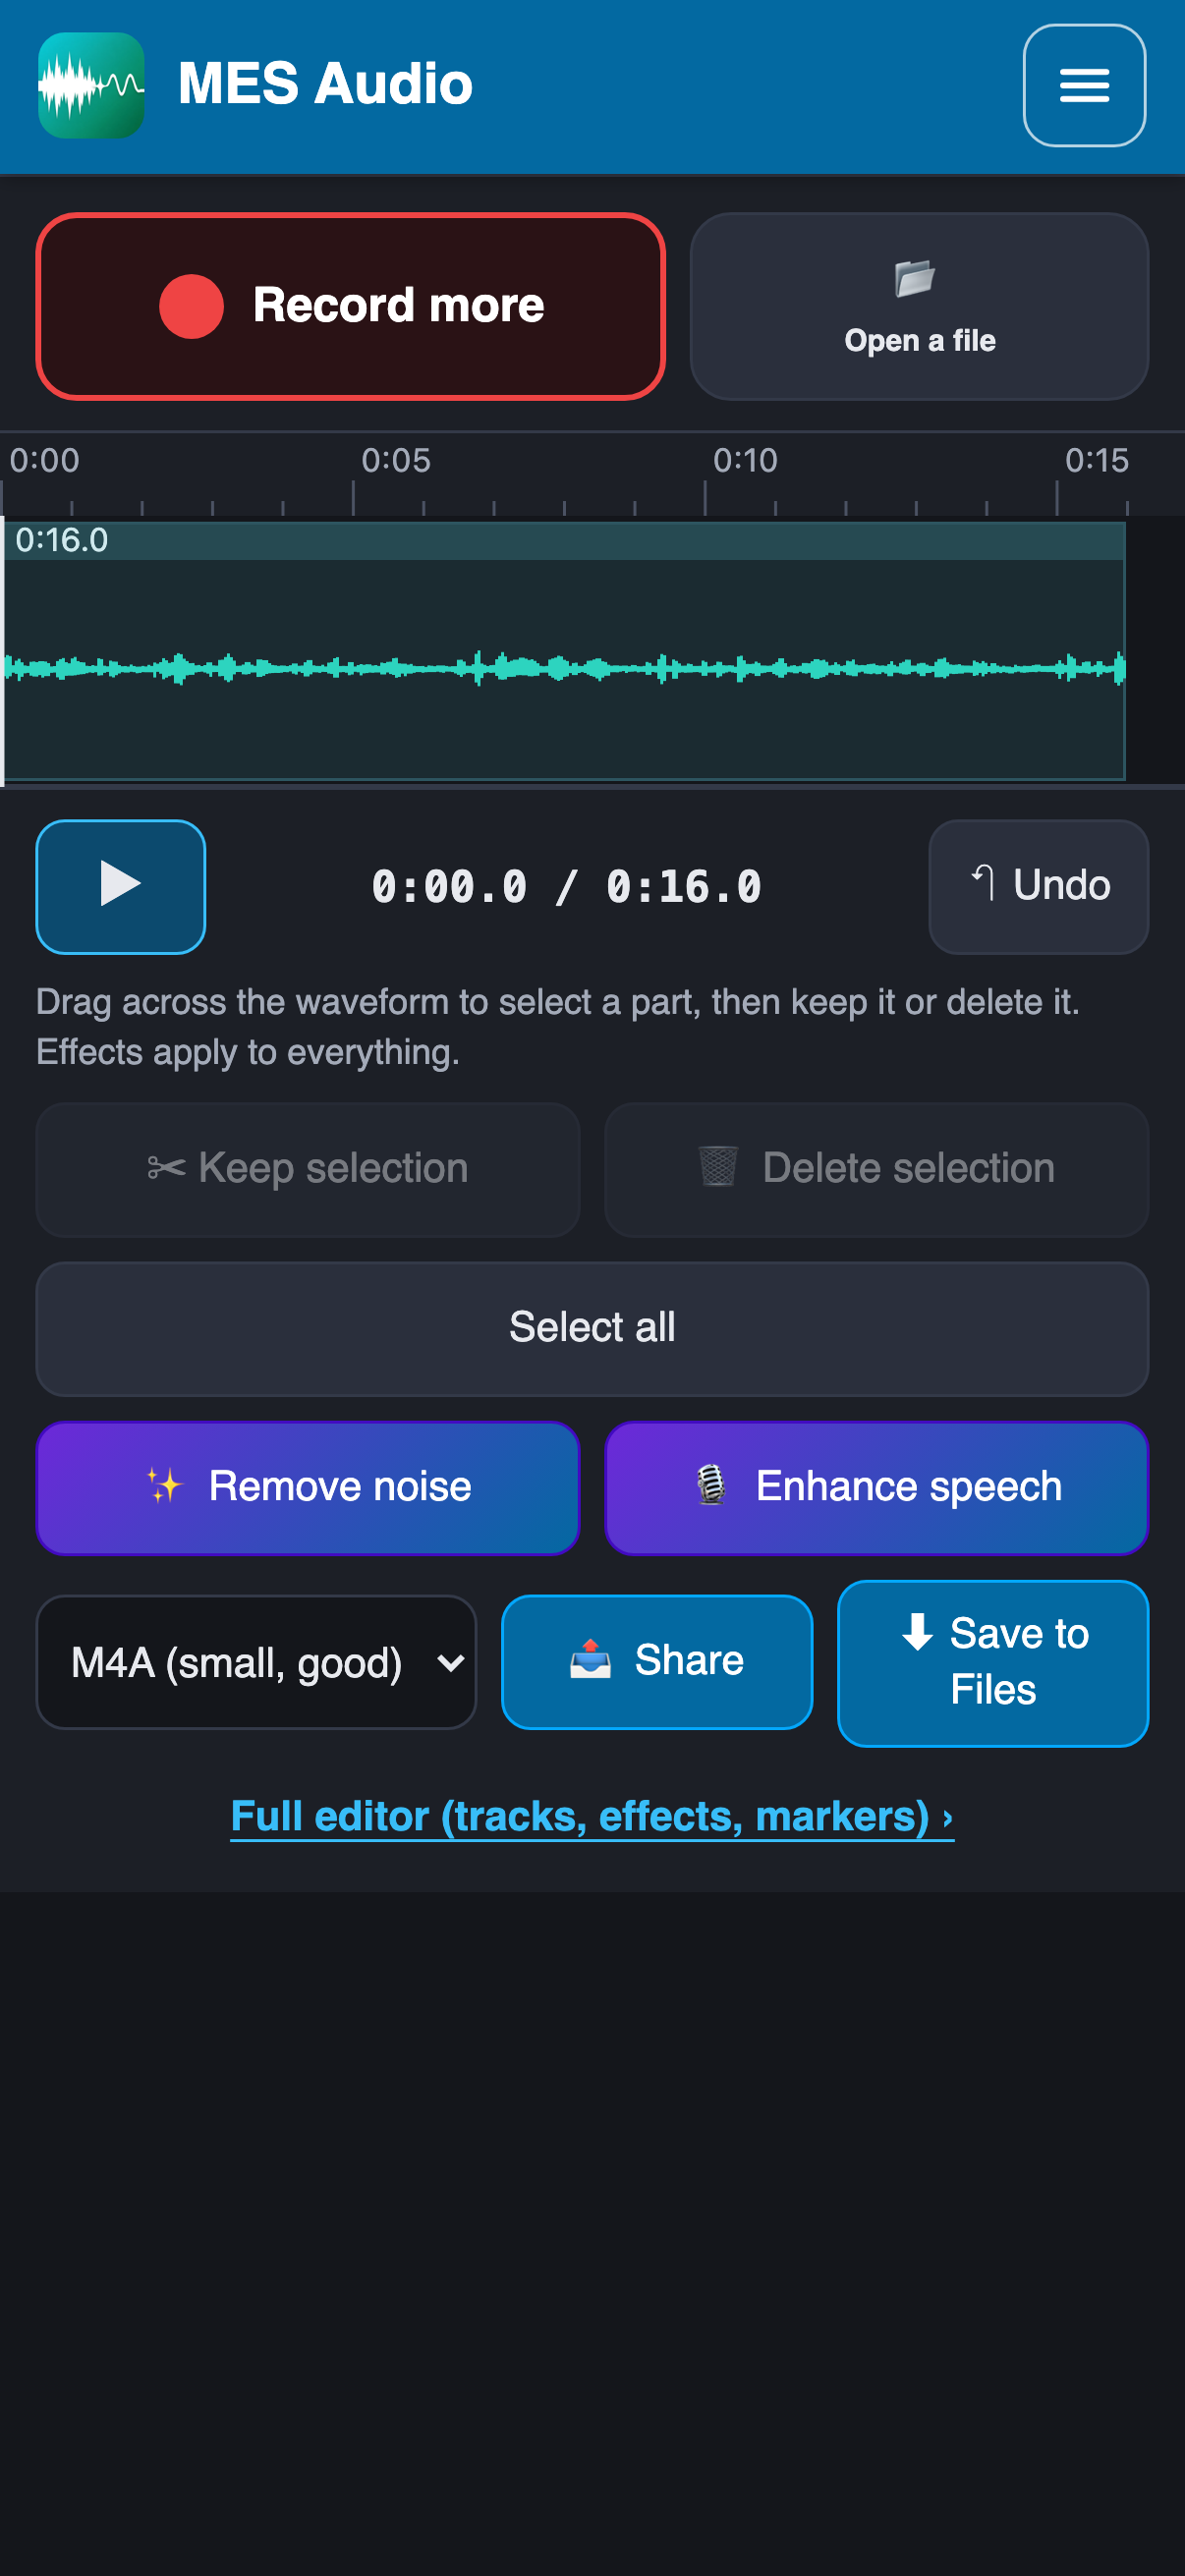 MES Audio
Record more
Open a file
0:00 0:05 0:10 0:15
0:16.0
0:00.0 / 0:16.0
Undo
Drag across the waveform to select a part, then keep it or delete it.
Effects apply to everything.
Keep selection
Delete selection
Select all
Remove noise
Enhance speech
M4A (small, good)
Share
Save to
Files
Full editor (tracks, effects, markers) ›